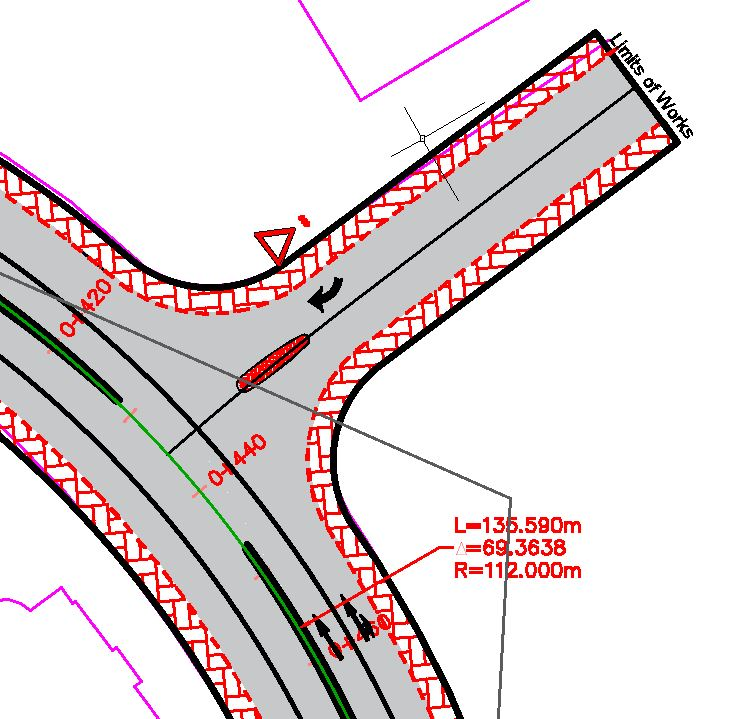 Limits of Works
0+420
0+440
L=135.590m
△=69.3638
R=112.000m
0+460